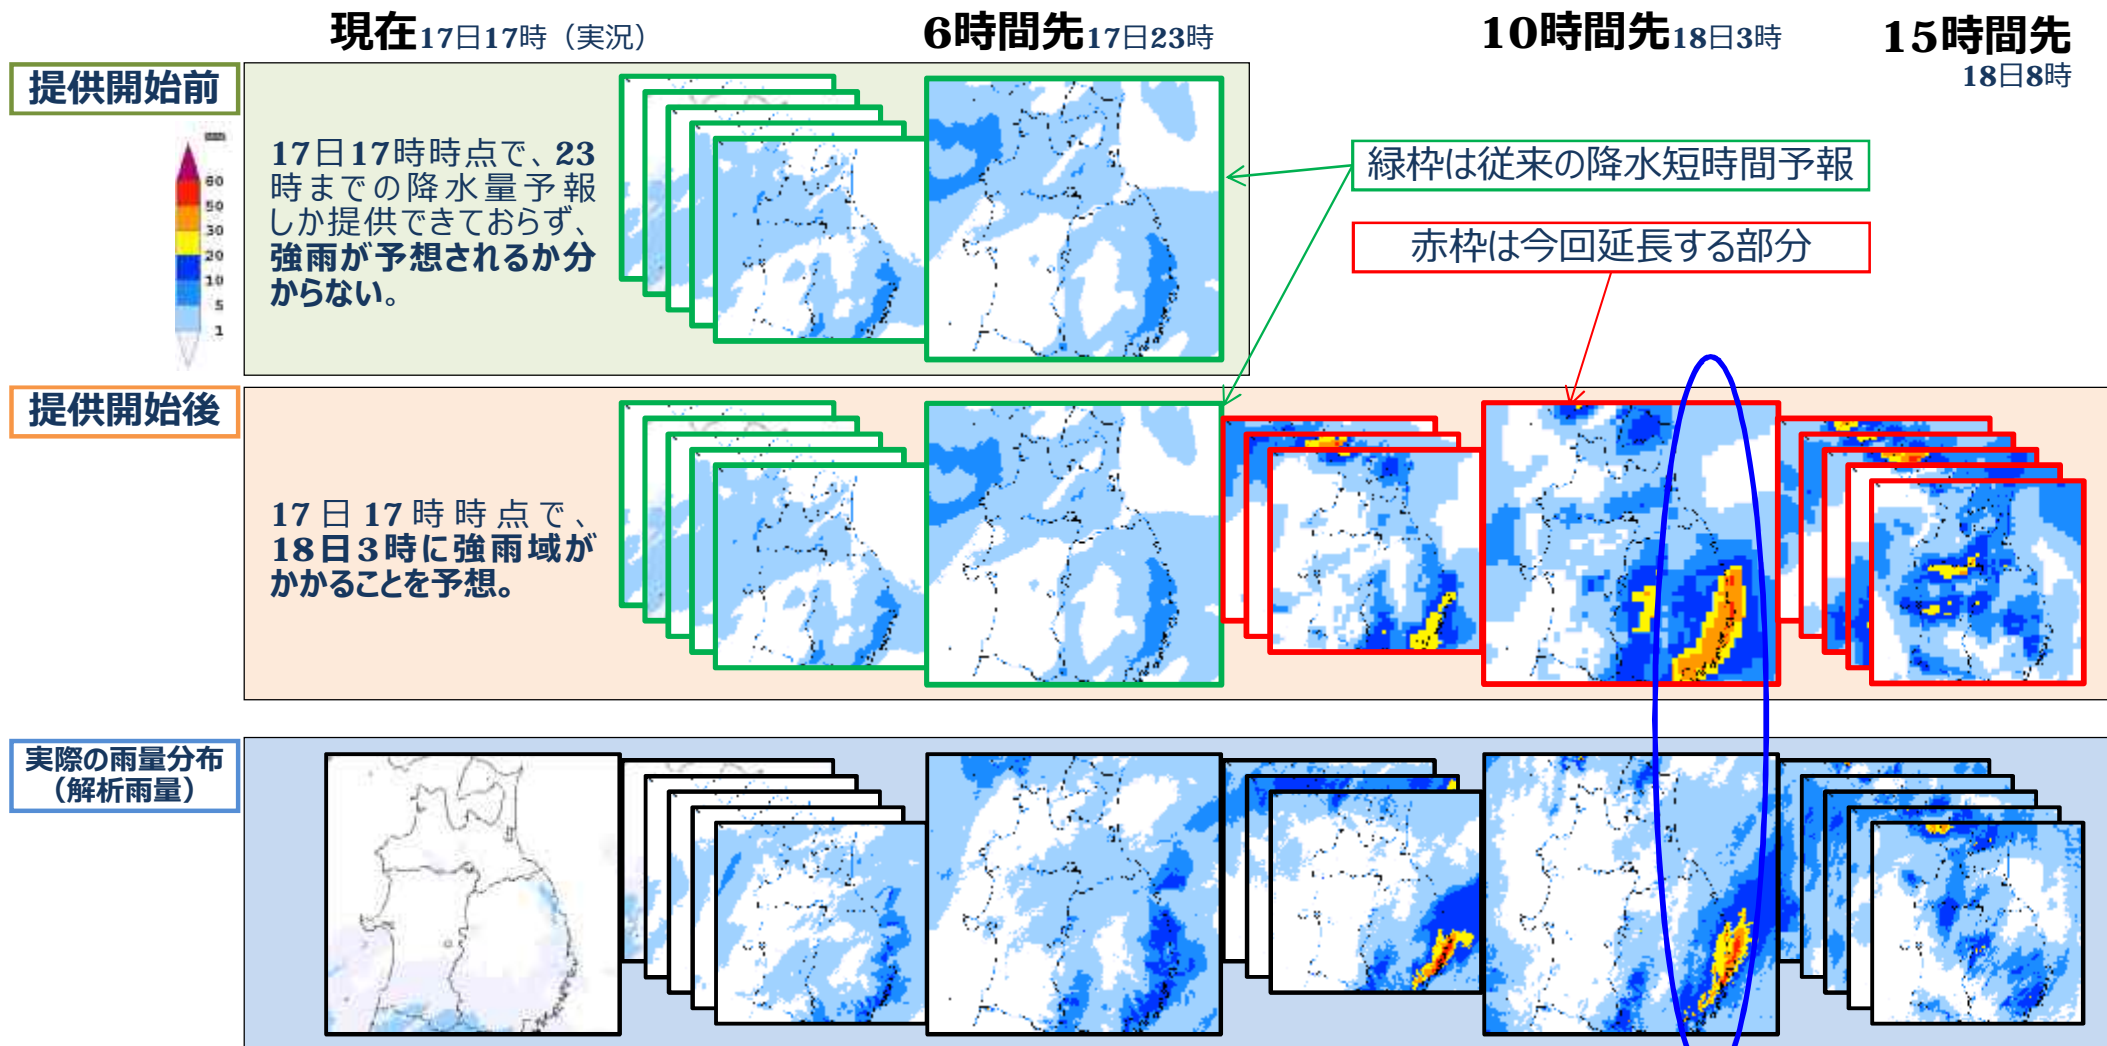 現在17日17時（実況）
6時間先17日23時
10時間先18日3時
15時間先
18日8時
提供開始前
80
50
30
20
10
5
1
17日17時時点で、23
時までの降水量予報
しか提供できておらず、
強雨が予想されるか分
からない。
緑枠は従来の降水短時間予報
赤枠は今回延長する部分
提供開始後
17日17時時点で、
18日3時に強雨域が
かかることを予想。
実際の雨量分布
（解析雨量）